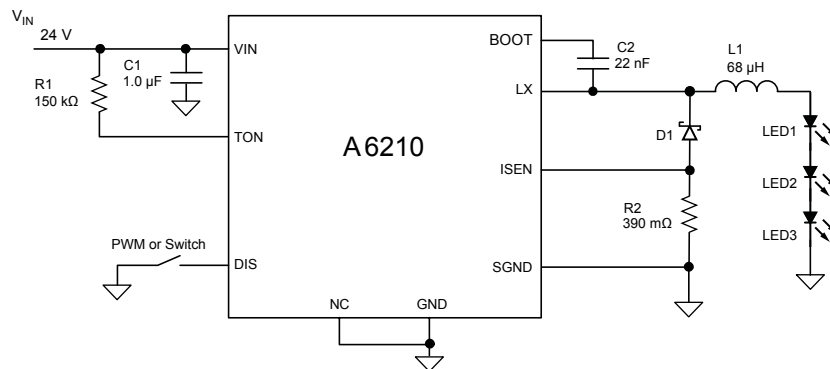 VIN
24 V
VIN
R1
150 kΩ
C1
1.0 µF
TON
A6210
BOOT
C2
22 nF
LX
L1
68 µH
D1
LED1
ISEN
LED2
R2
390 mΩ
LED3
PWM or Switch
DIS
SGND
NC
GND